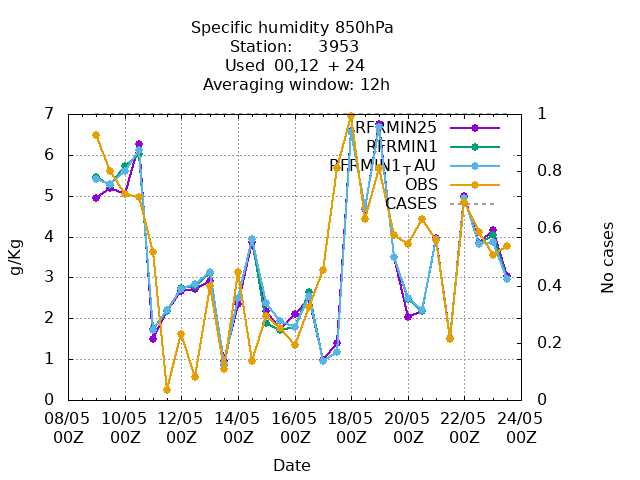 Specific humidity 850hPa
Station: 3953
Used 00,12 + 24
Averaging window: 12h
7 1
RFRMIN25
RFRMIN1
RFRMIN1_AU
OBS
CASES
6
5
4
3
2
1
0
0.8
0.6
0.4
0.2
0
g/Kg
No cases
08/05 10/05 12/05 14/05 16/05 18/05 20/05 22/05 24/05
00Z 00Z 00Z 00Z 00Z 00Z 00Z 00Z 00Z
Date